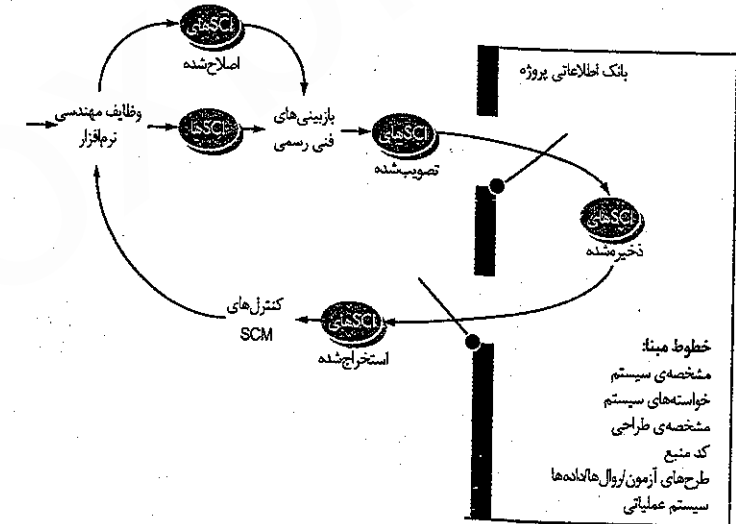 SCIهای
اصلاح‌شده
وظایف مهندسی
نرم‌افزار
SCIها
بازبینی‌های
فنی رسمی
SCIهای
تصویب‌شده
بانک اطلاعاتی پروژه
SCIهای
ذخیره‌شده
SCIهای
استخراج‌شده
کنترل‌های
SCM
خطوط مبنا:
مشخصه‌ی سیستم
خواسته‌های سیستم
مشخصه‌ی طراحی
کد منبع
طرح‌های آزمون/روال‌ها/داده‌ها
سیستم عملیاتی